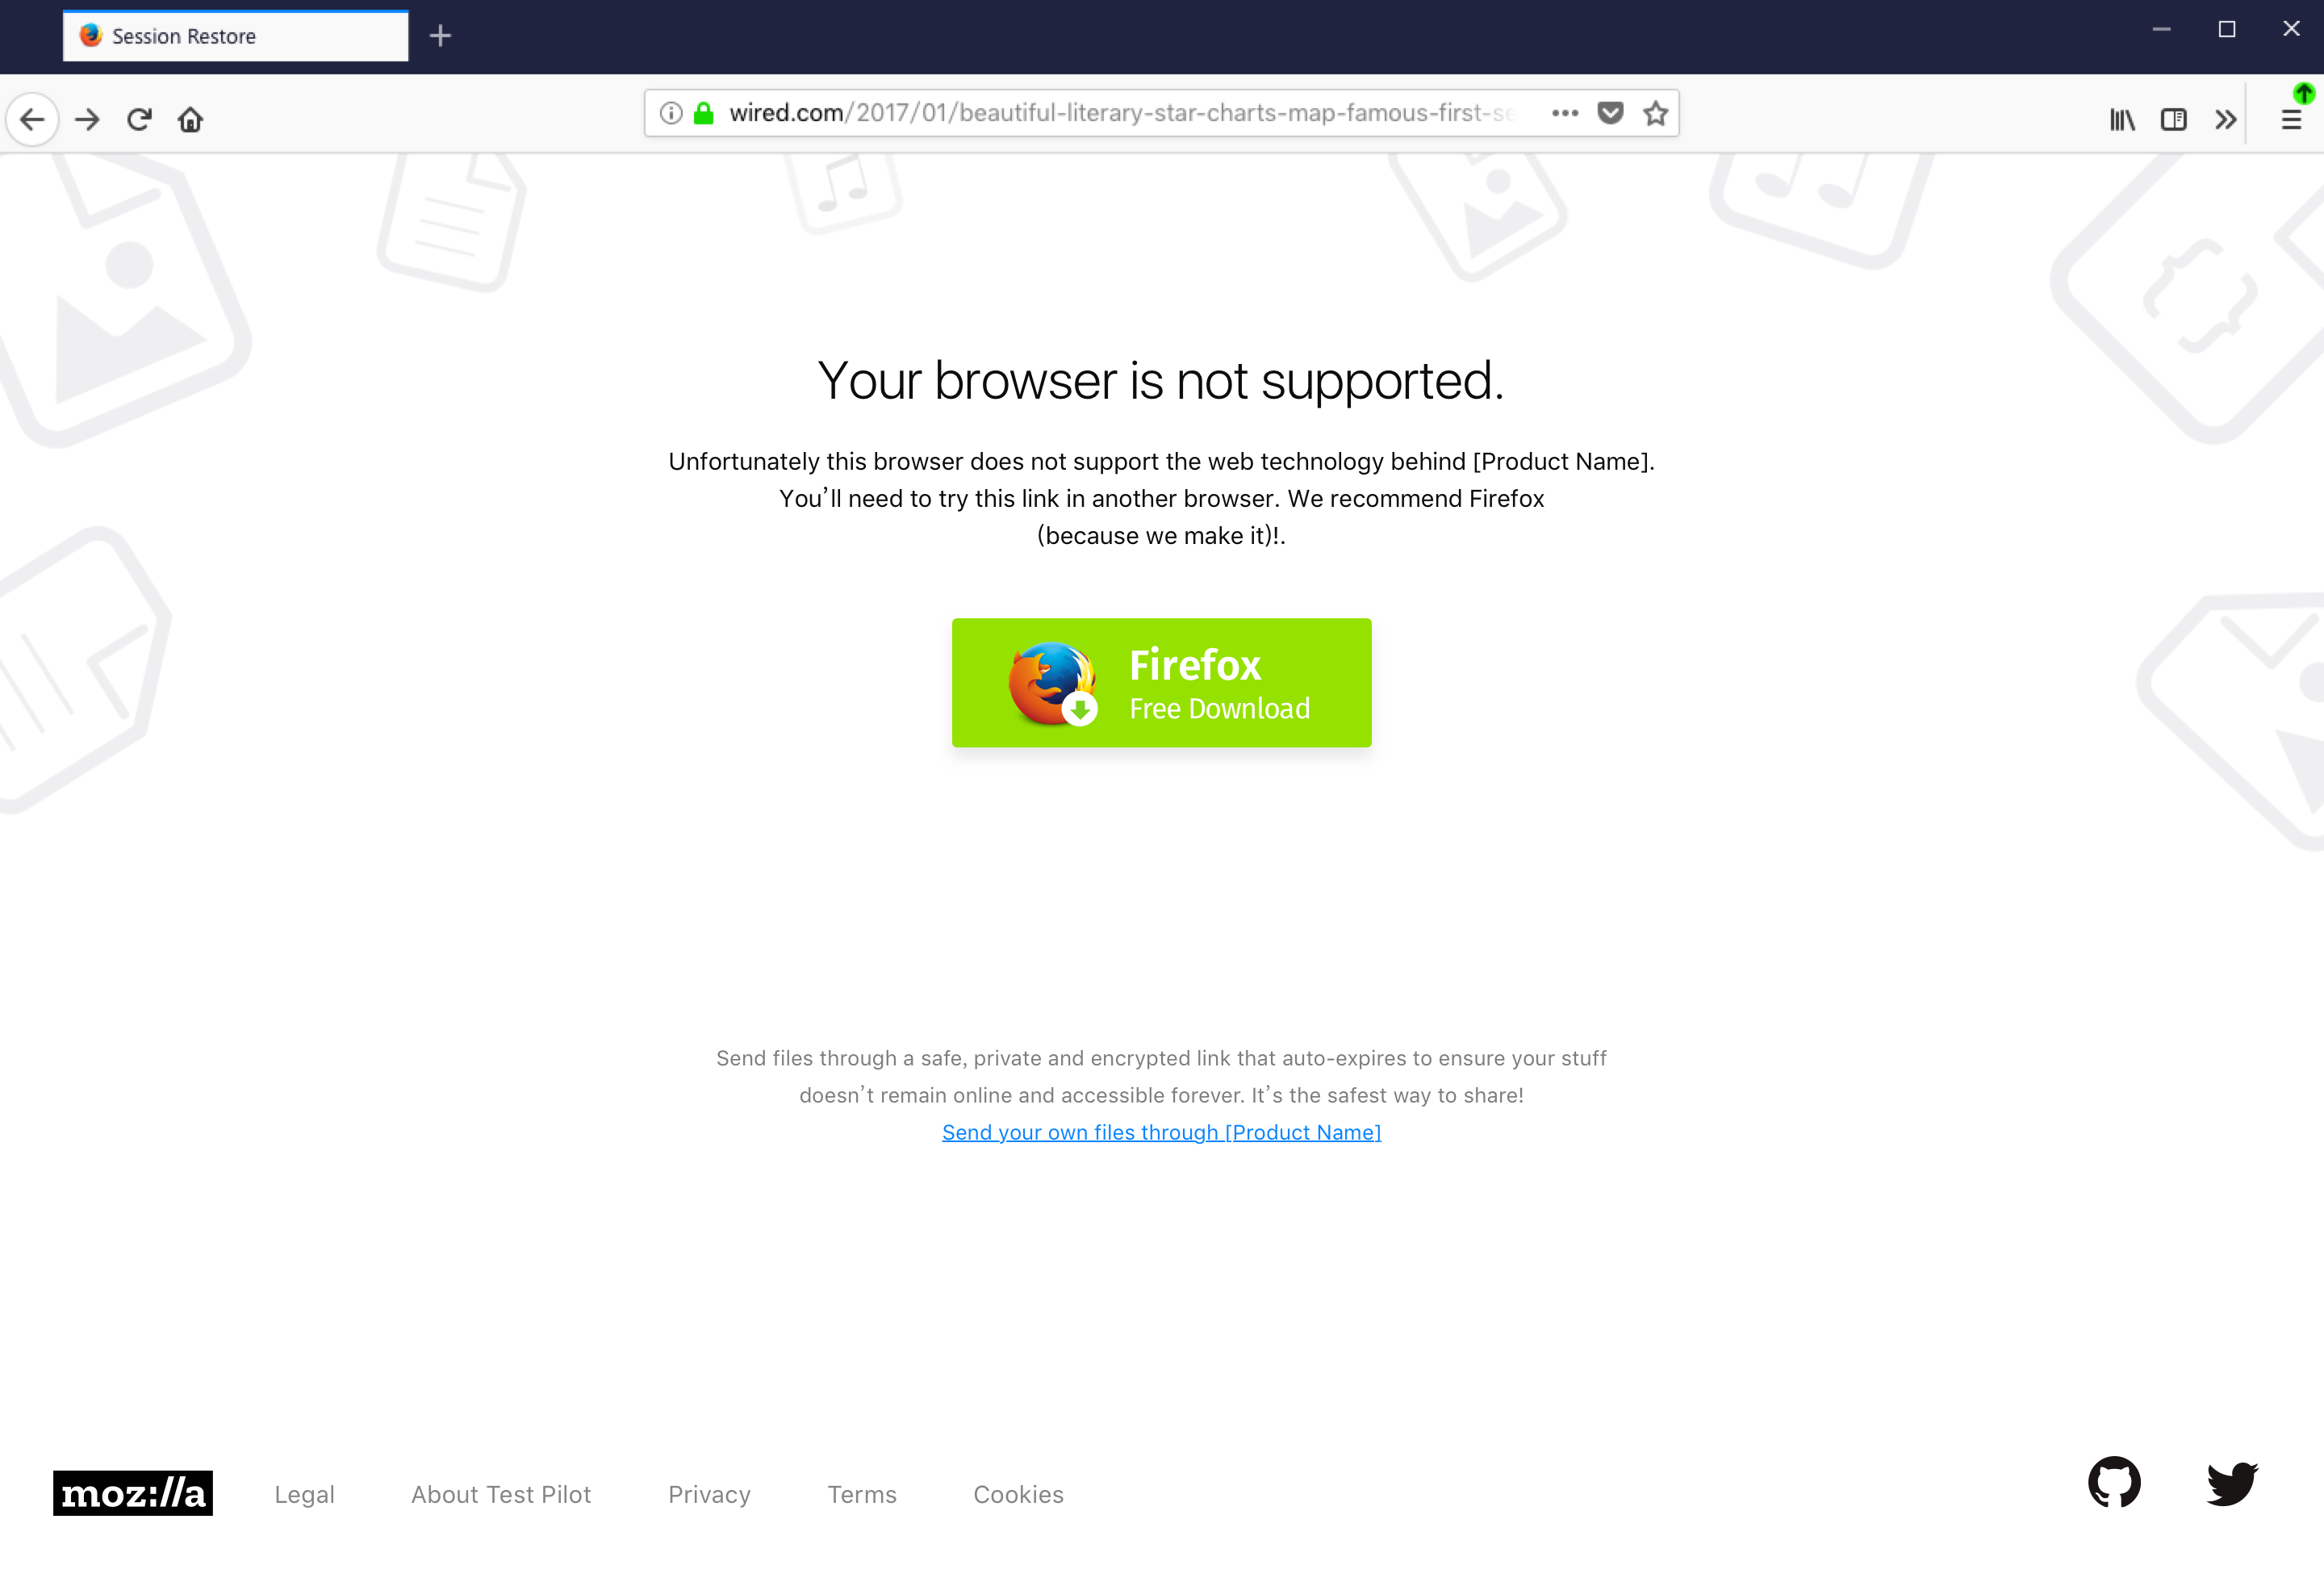 Session Restore
wired.com/2017/01/beautiful-literary-star-charts-map-famous-first-se
Your browser is not supported.
Unfortunately this browser does not support the web technology behind [Product Name].
You’ll need to try this link in another browser. We recommend Firefox
(because we make it)!.
Firefox
Free Download
Send files through a safe, private and encrypted link that auto-expires to ensure your stuff
doesn’t remain online and accessible forever. It’s the safest way to share!
Send your own files through [Product Name]
moz://a Legal About Test Pilot Privacy Terms Cookies